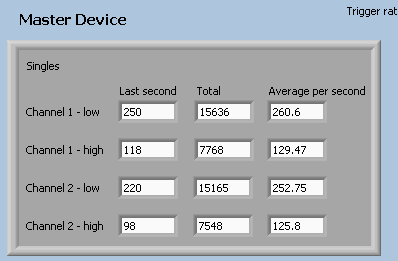 Trigger rat
Master Device
Singles
Last second Total Average per second
Channel 1 - low 250 15636 260.6
Channel 1 - high 118 7768 129.47
Channel 2 - low 220 15165 252.75
Channel 2 - high 98 7548 125.8